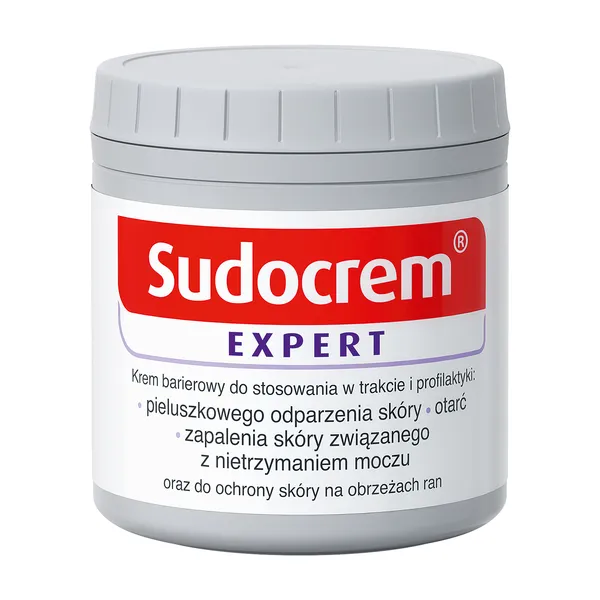 Sudocrem®
EXPERT
Krem barierowy do stosowania w trakcie i profilaktyki:
• pieluszkowego odparzenia skóry • otarć
• zapalenia skóry związanego
z nietrzymaniem moczu
oraz do ochrony skóry na obrzeżach ran